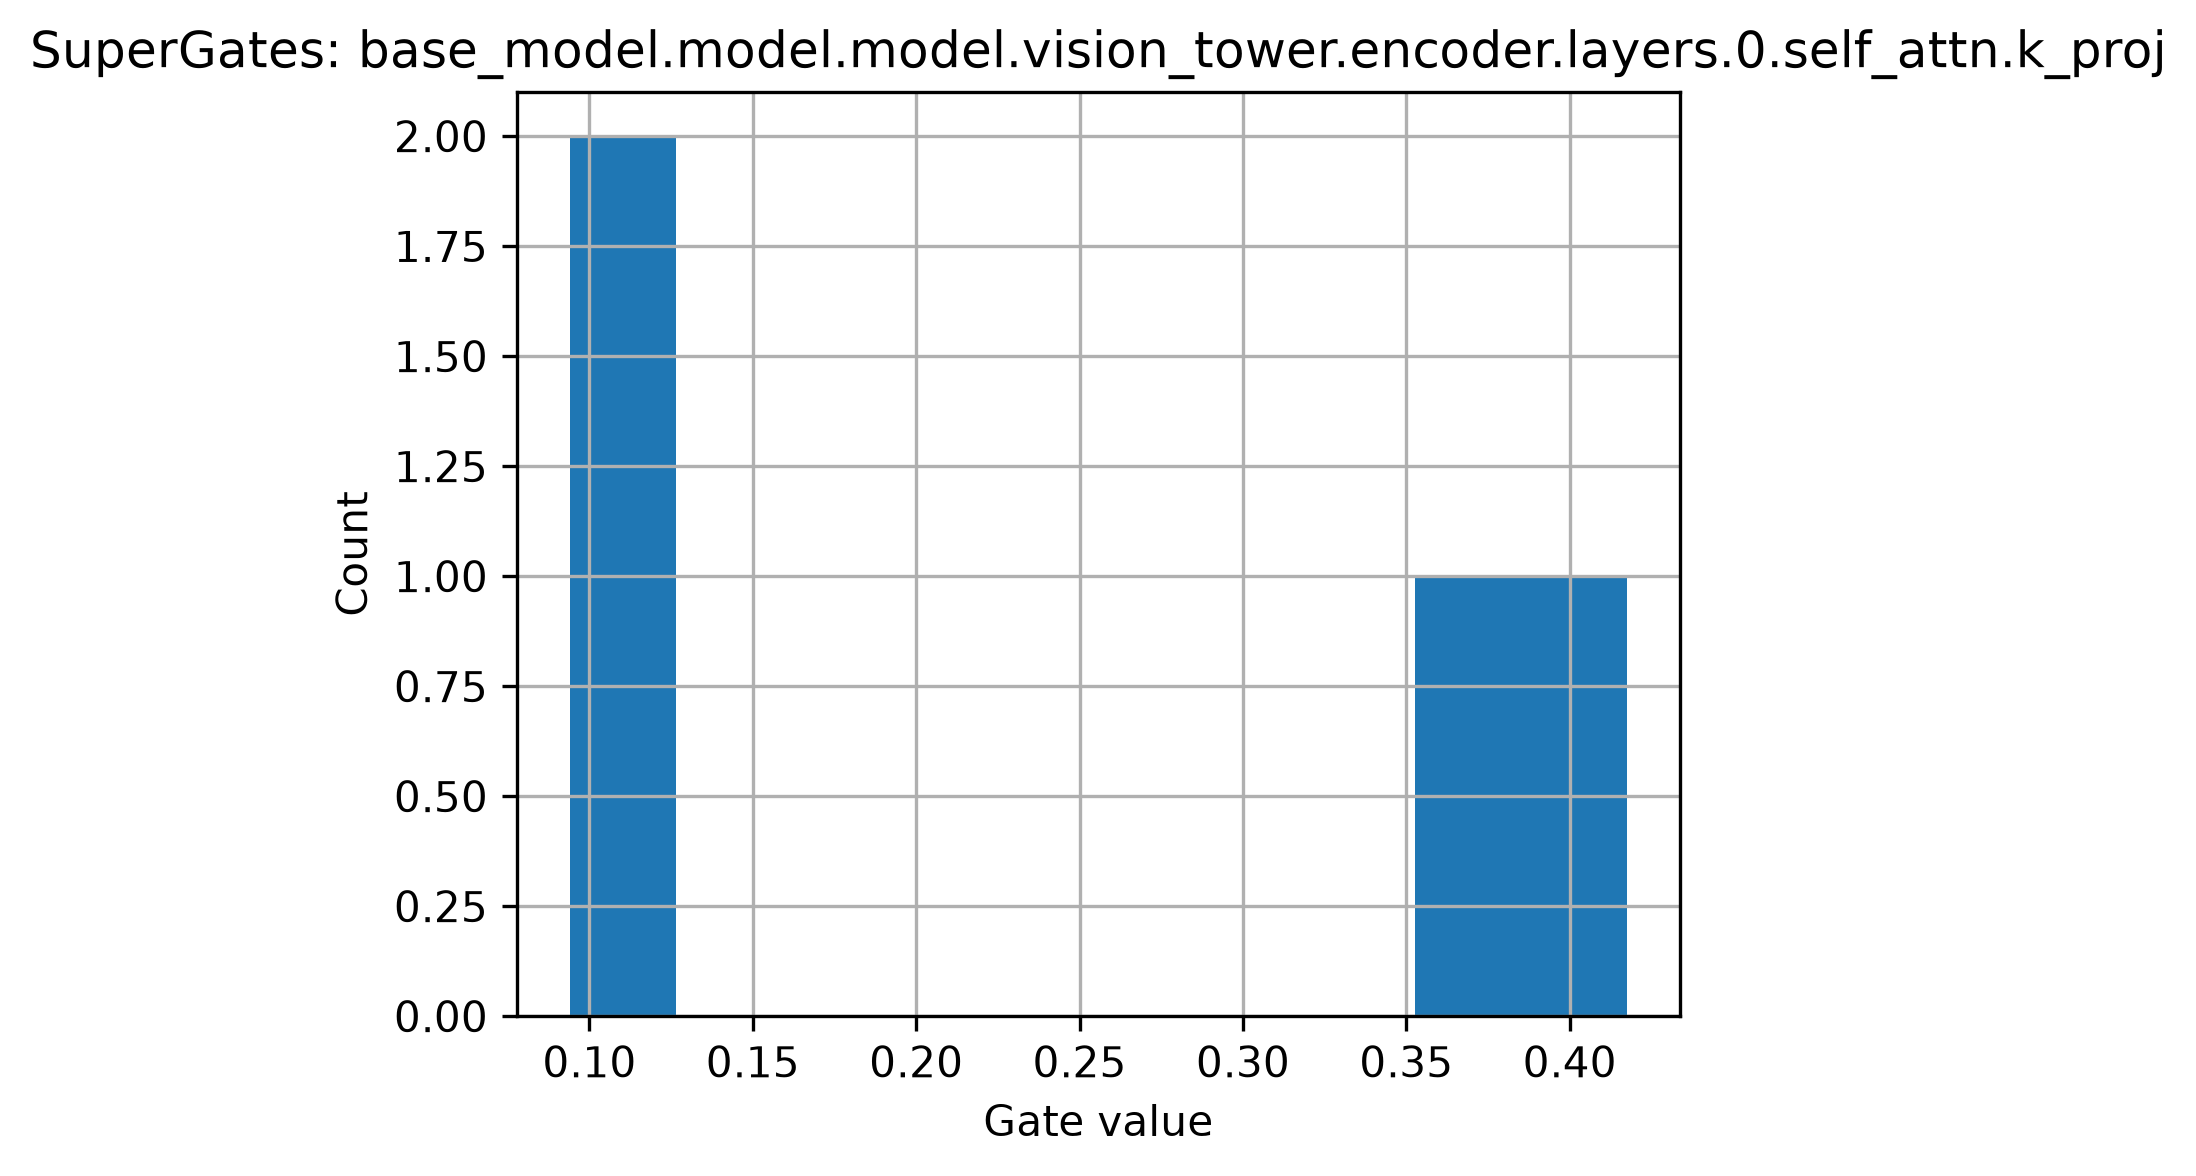 SuperGates: base_model.model.model.vision_tower.encoder.layers.0.self_attn.k_proj
2.00
1.75
1.50
1.25
1.00
0.75
0.50
0.25
0.00
Count
0.10 0.15 0.20 0.25 0.30 0.35 0.40
Gate value